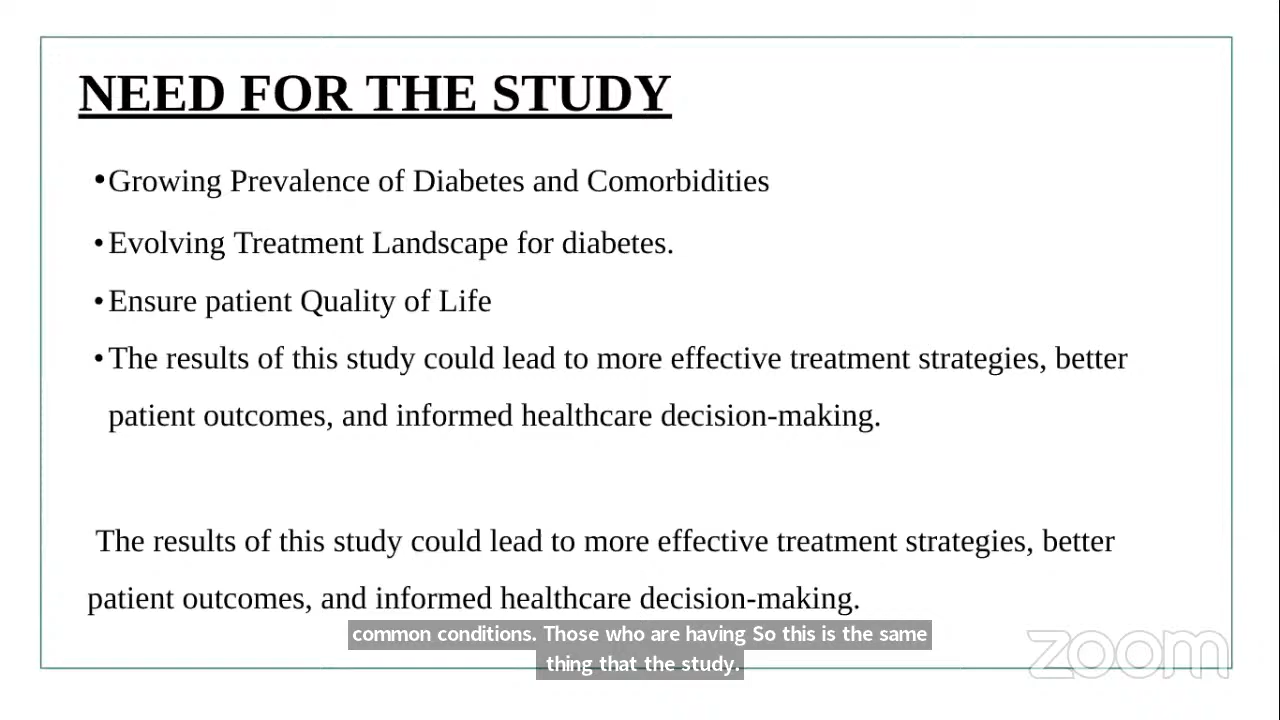 NEED FOR THE STUDY
•Growing Prevalence of Diabetes and Comorbidities
•Evolving Treatment Landscape for diabetes.
•Ensure patient Quality of Life
•The results of this study could lead to more effective treatment strategies, better
patient outcomes, and informed healthcare decision-making.
The results of this study could lead to more effective treatment strategies, better
patient outcomes, and informed healthcare decision-making.
common conditions. Those who are having So this is the same
thing that the study.
zoom